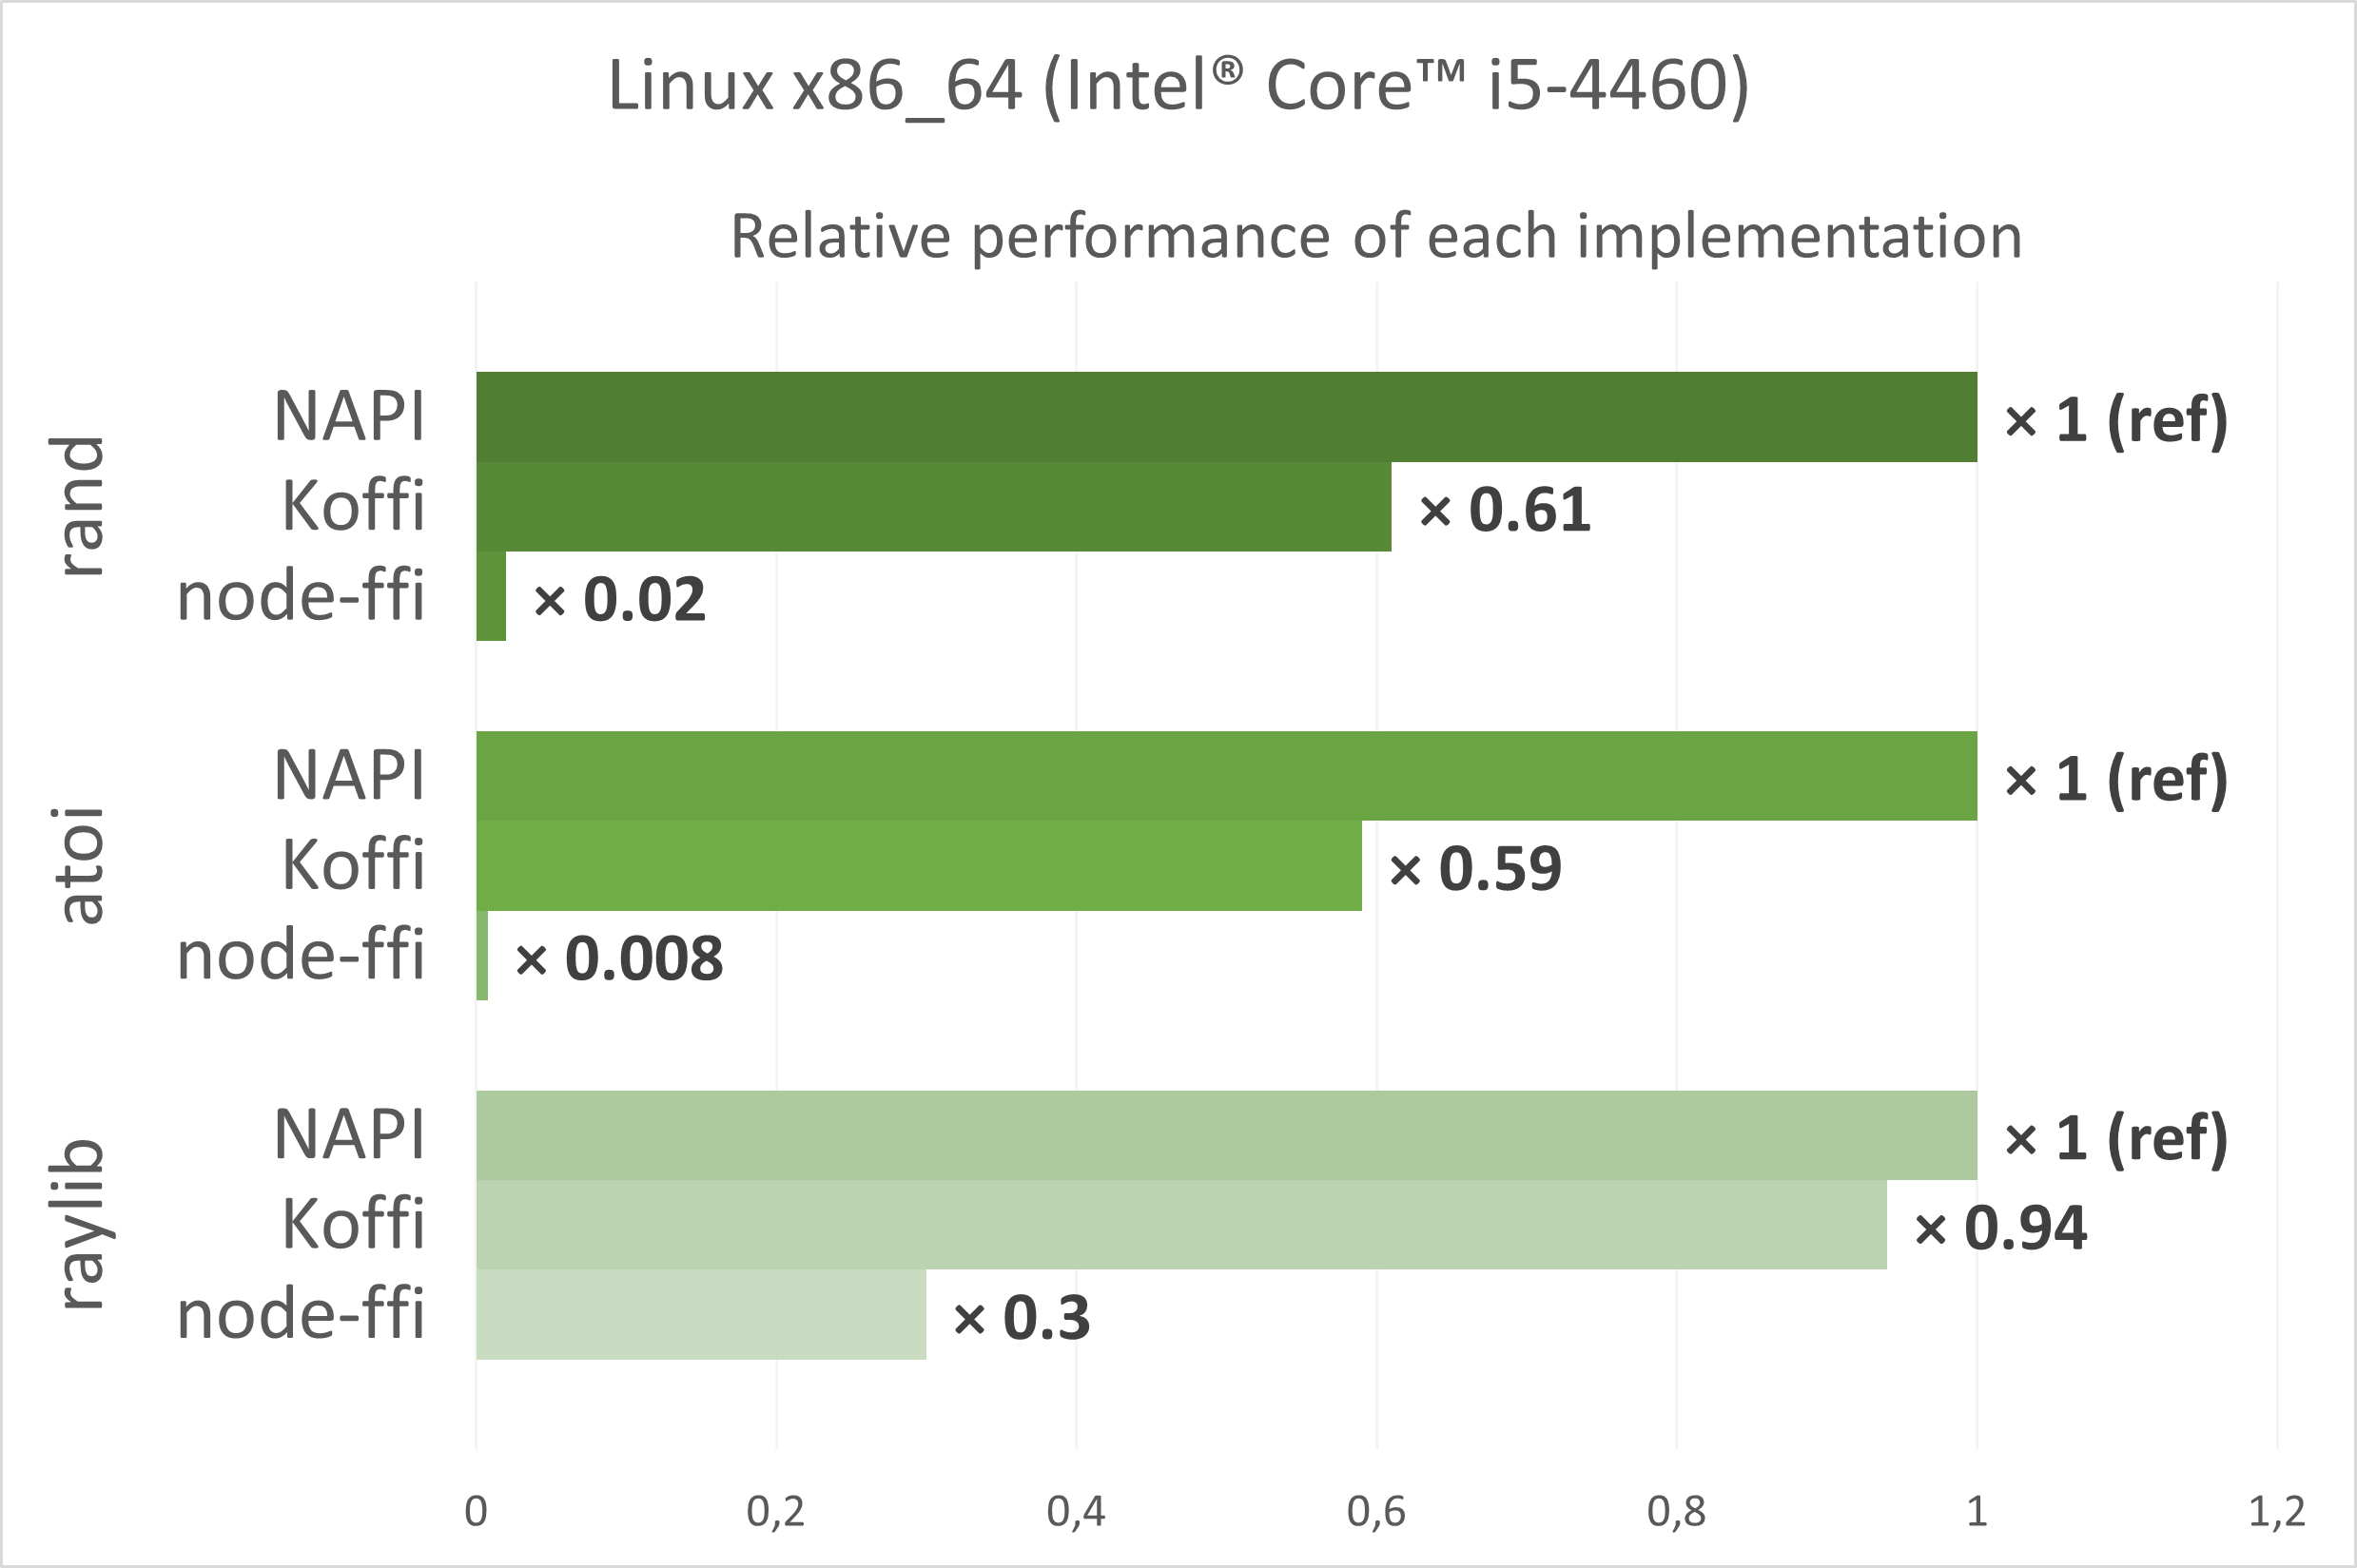 Linux x86_64 (Intel® Core™ i5-4460)
Relative performance of each implementation
rand
NAPI × 1 (ref)
Koffi × 0.61
node-ffi × 0.02
atoi
NAPI × 1 (ref)
Koffi × 0.59
node-ffi × 0.008
raylib
NAPI × 1 (ref)
Koffi × 0.94
node-ffi × 0.3
0 0,2 0,4 0,6 0,8 1 1,2